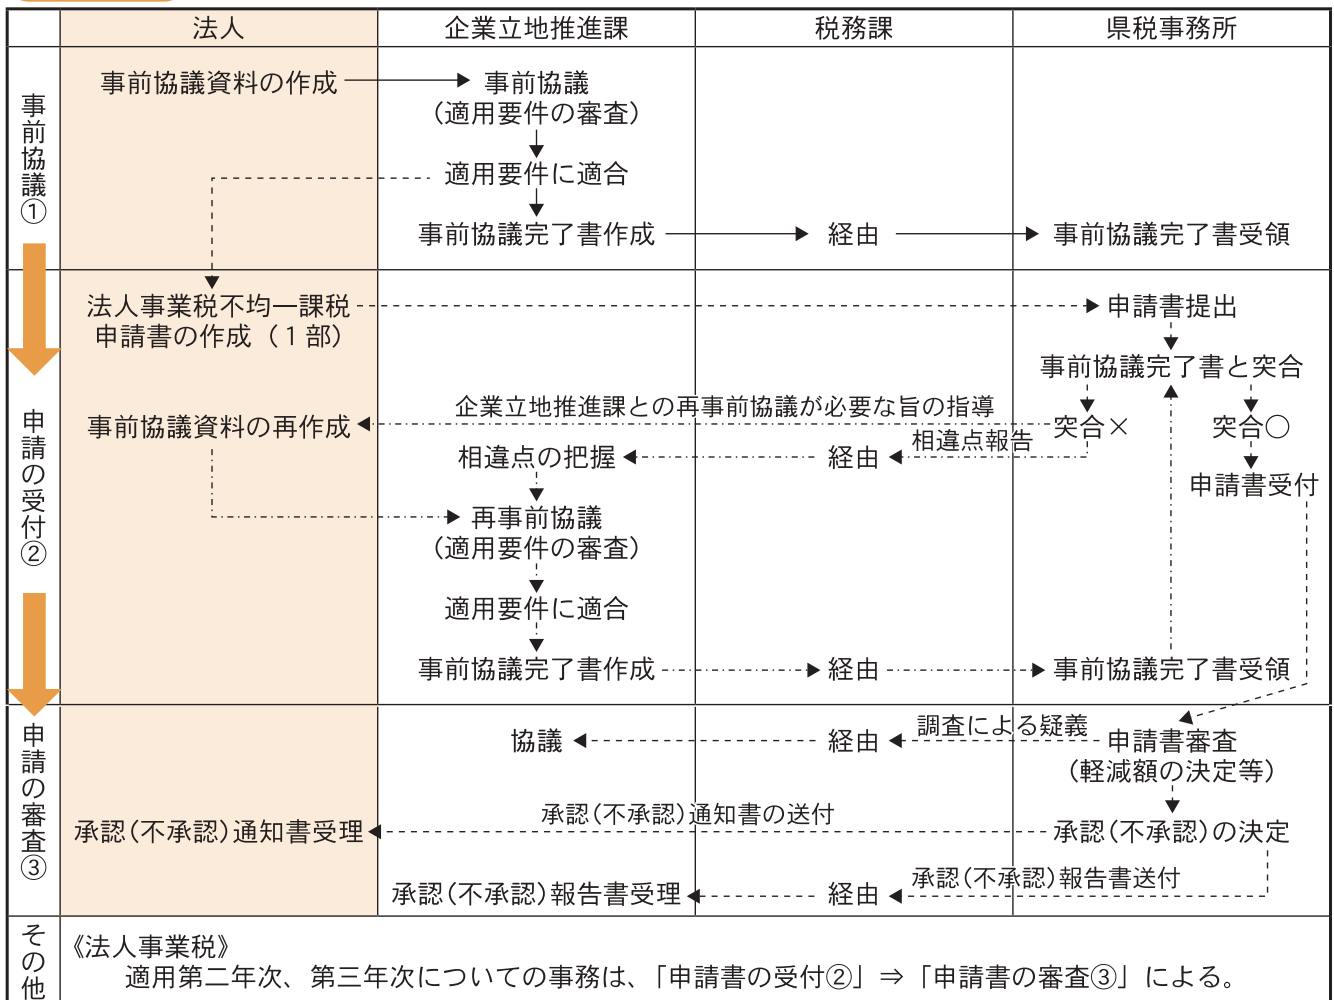 法人
企業立地推進課
税務課
県税事務所
事前協議①
事前協議資料の作成
事前協議
（適用要件の審査）
適用要件に適合
事前協議完了書作成
経由
事前協議完了書受領
申請の受付②
法人事業税不均一課税
申請書の作成（１部）
申請書提出
事前協議完了書と突合
企業立地推進課との再事前協議が必要な旨の指導
事前協議資料の再作成
突合×
突合○
相違点報告
相違点の把握
経由
申請書受付
再事前協議
（適用要件の審査）
適用要件に適合
事前協議完了書作成
経由
事前協議完了書受領
申請の審査③
調査による疑義
協議
経由
申請書審査
（軽減額の決定等）
承認（不承認）通知書の送付
承認（不承認）通知書受理
承認（不承認）の決定
承認（不承認）報告書送付
承認（不承認）報告書受理
経由
その他
《法人事業税》
適用第二年次、第三年次についての事務は、「申請書の受付②」⇒「申請書の審査③」による。